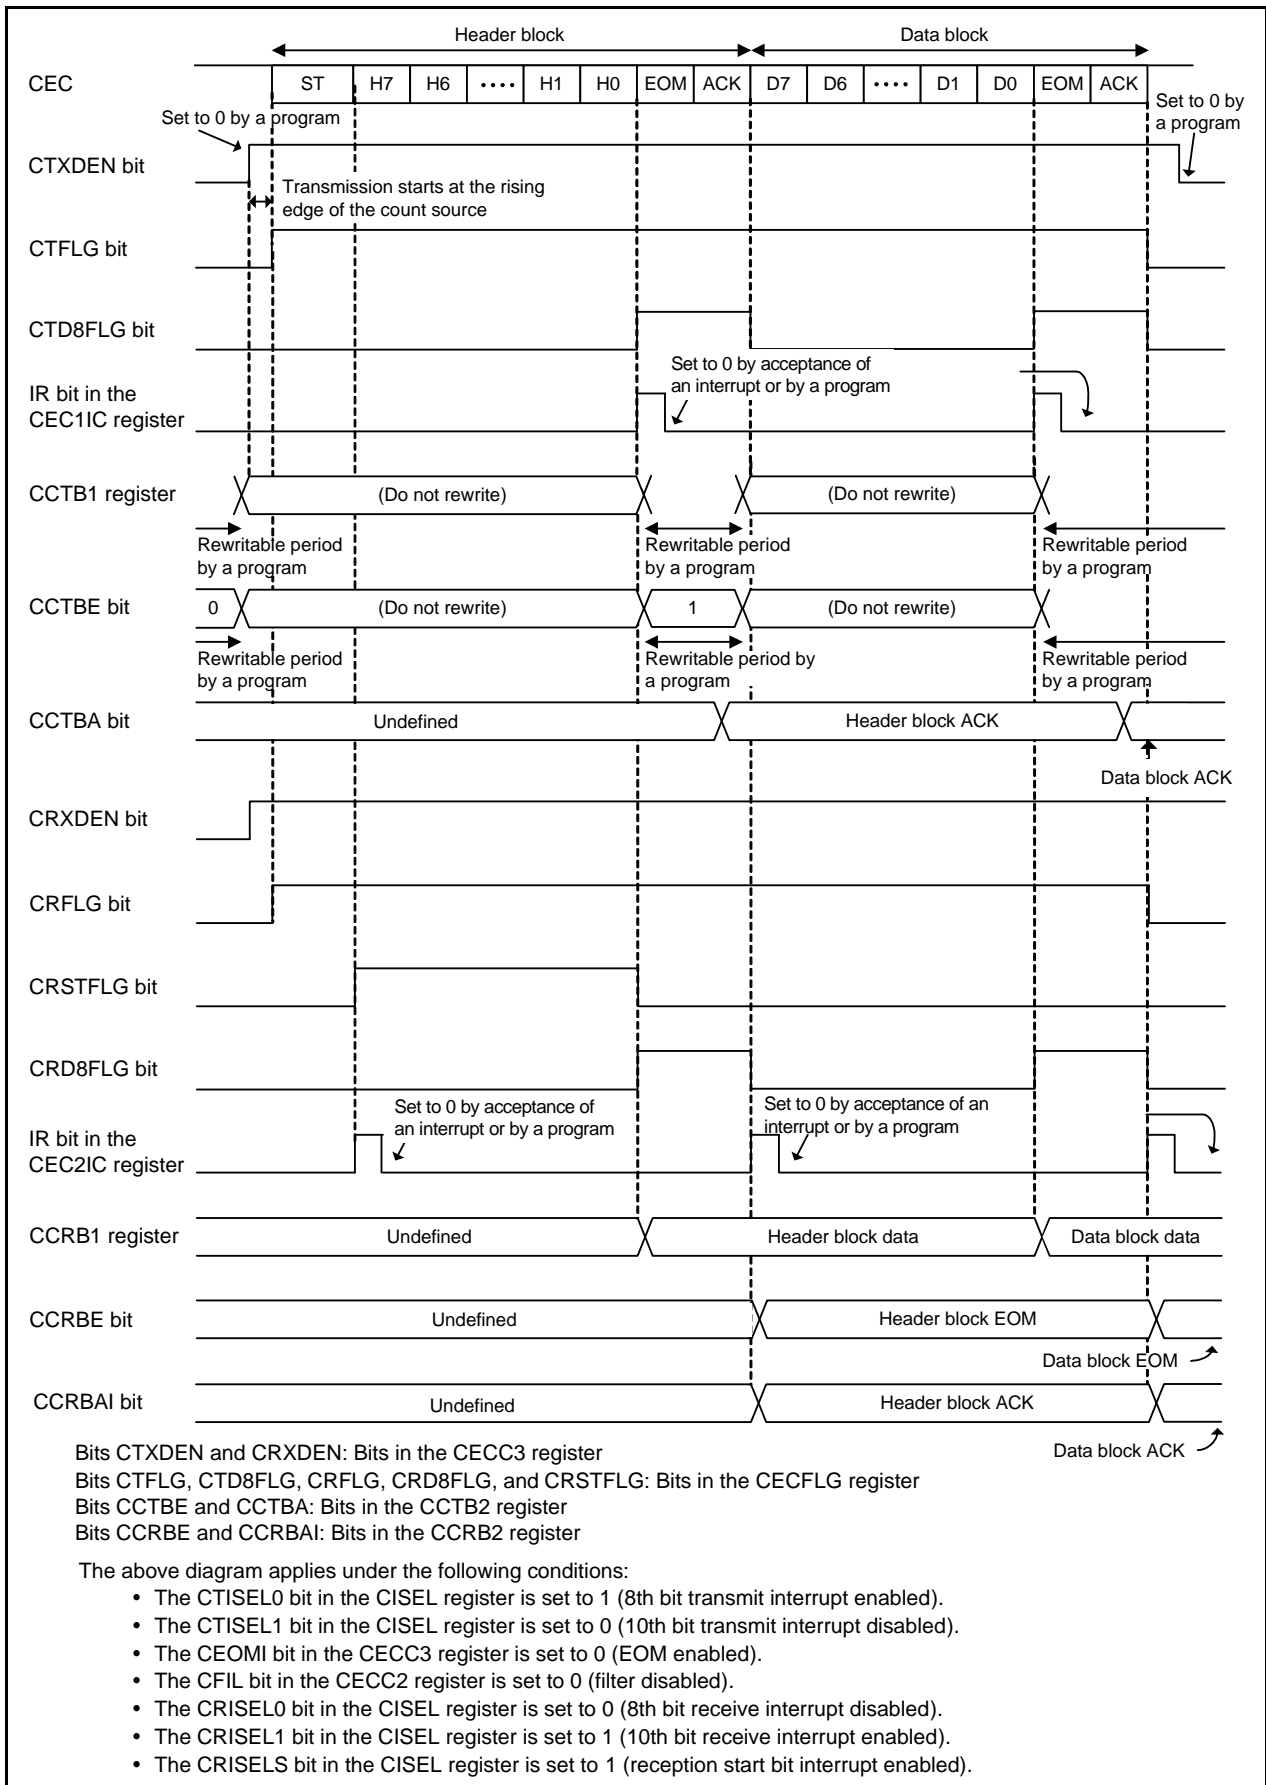 Header block
Data block
CEC
ST H7 H6 •••• H1 H0 EOM ACK D7 D6 •••• D1 D0 EOM ACK
Set to 0 by a program
Set to 0 by
a program
CTXDEN bit
Transmission starts at the rising
edge of the count source
CTFLG bit
CTD8FLG bit
Set to 0 by acceptance of
an interrupt or by a program
IR bit in the
CEC1IC register
CCTB1 register
(Do not rewrite)
(Do not rewrite)
Rewritable period
by a program
Rewritable period
by a program
Rewritable period
by a program
CCTBE bit
0
(Do not rewrite)
1
(Do not rewrite)
Rewritable period
by a program
Rewritable period by
a program
Rewritable period
by a program
CCTBA bit
Undefined
Header block ACK
Data block ACK
CRXDEN bit
CRFLG bit
CRSTFLG bit
CRD8FLG bit
Set to 0 by acceptance of
an interrupt or by a program
Set to 0 by acceptance of an
interrupt or by a program
IR bit in the
CEC2IC register
CCRB1 register
Undefined
Header block data
Data block data
CCRBE bit
Undefined
Header block EOM
Data block EOM
CCRBAI bit
Undefined
Header block ACK
Data block ACK
Bits CTXDEN and CRXDEN: Bits in the CECC3 register
Bits CTFLG, CTD8FLG, CRFLG, CRD8FLG, and CRSTFLG: Bits in the CECFLG register
Bits CCTBE and CCTBA: Bits in the CCTB2 register
Bits CCRBE and CCRBAI: Bits in the CCRB2 register
The above diagram applies under the following conditions:
• The CTISEL0 bit in the CISEL register is set to 1 (8th bit transmit interrupt enabled).
• The CTISEL1 bit in the CISEL register is set to 0 (10th bit transmit interrupt disabled).
• The CEOMI bit in the CECC3 register is set to 0 (EOM enabled).
• The CFIL bit in the CECC2 register is set to 0 (filter disabled).
• The CRISEL0 bit in the CISEL register is set to 0 (8th bit receive interrupt disabled).
• The CRISEL1 bit in the CISEL register is set to 1 (10th bit receive interrupt enabled).
• The CRISELS bit in the CISEL register is set to 1 (reception start bit interrupt enabled).